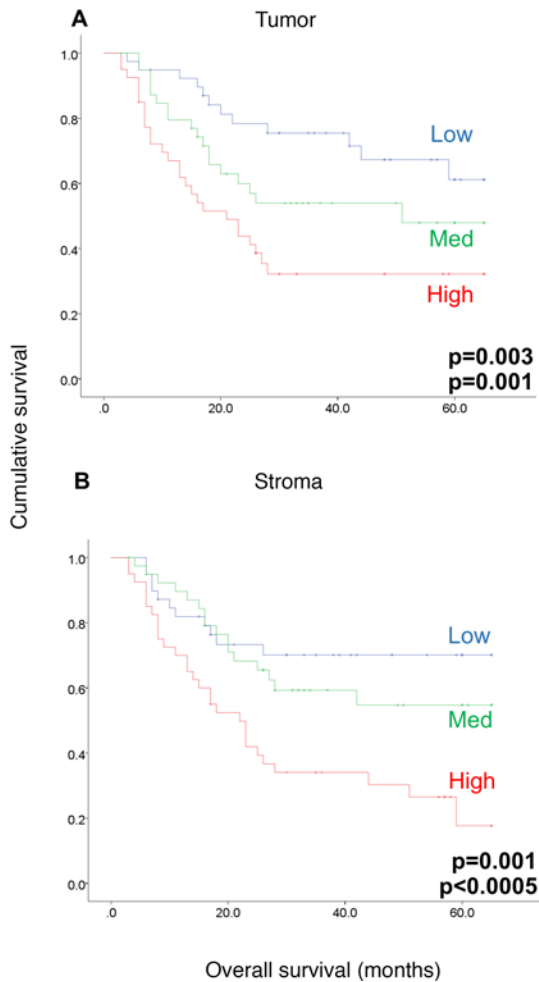 A
Tumor
1.0
0.8
0.6
0.4
0.2
0.0
Low
Med
High
p=0.003
p=0.001
.0
20.0
40.0
60.0
Cumulative survival
B
Stroma
1.0
0.8
0.6
0.4
0.2
0.0
Low
Med
High
p=0.001
p<0.0005
.0
20.0
40.0
60.0
Overall survival (months)